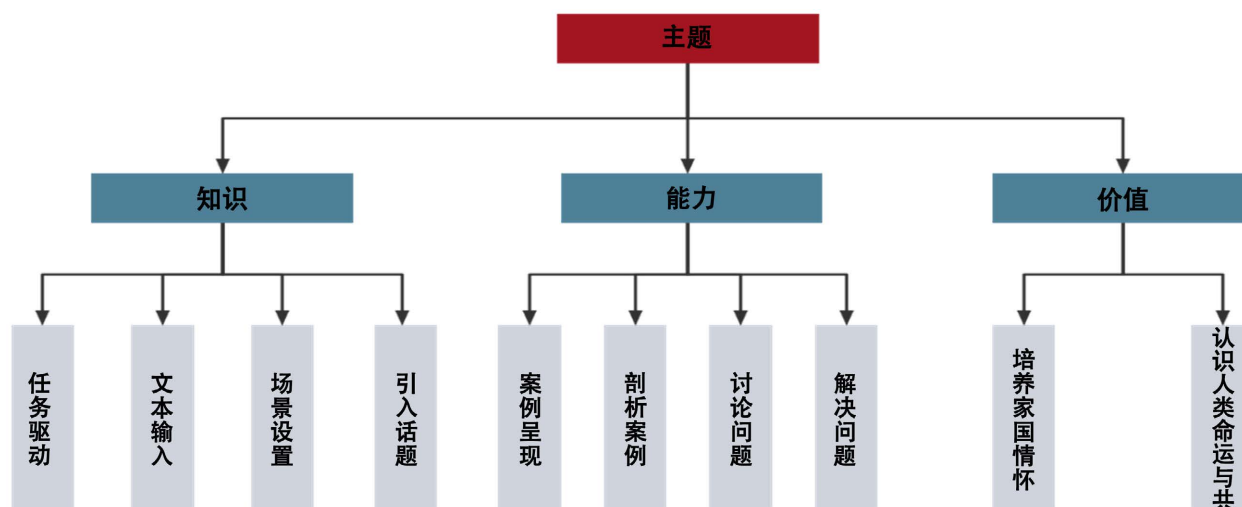 主题
知识
能力
价值
任务驱动
文本输入
场景设置
引入话题
案例呈现
剖析案例
讨论问题
解决问题
培养家国情怀
认识人类命运与共